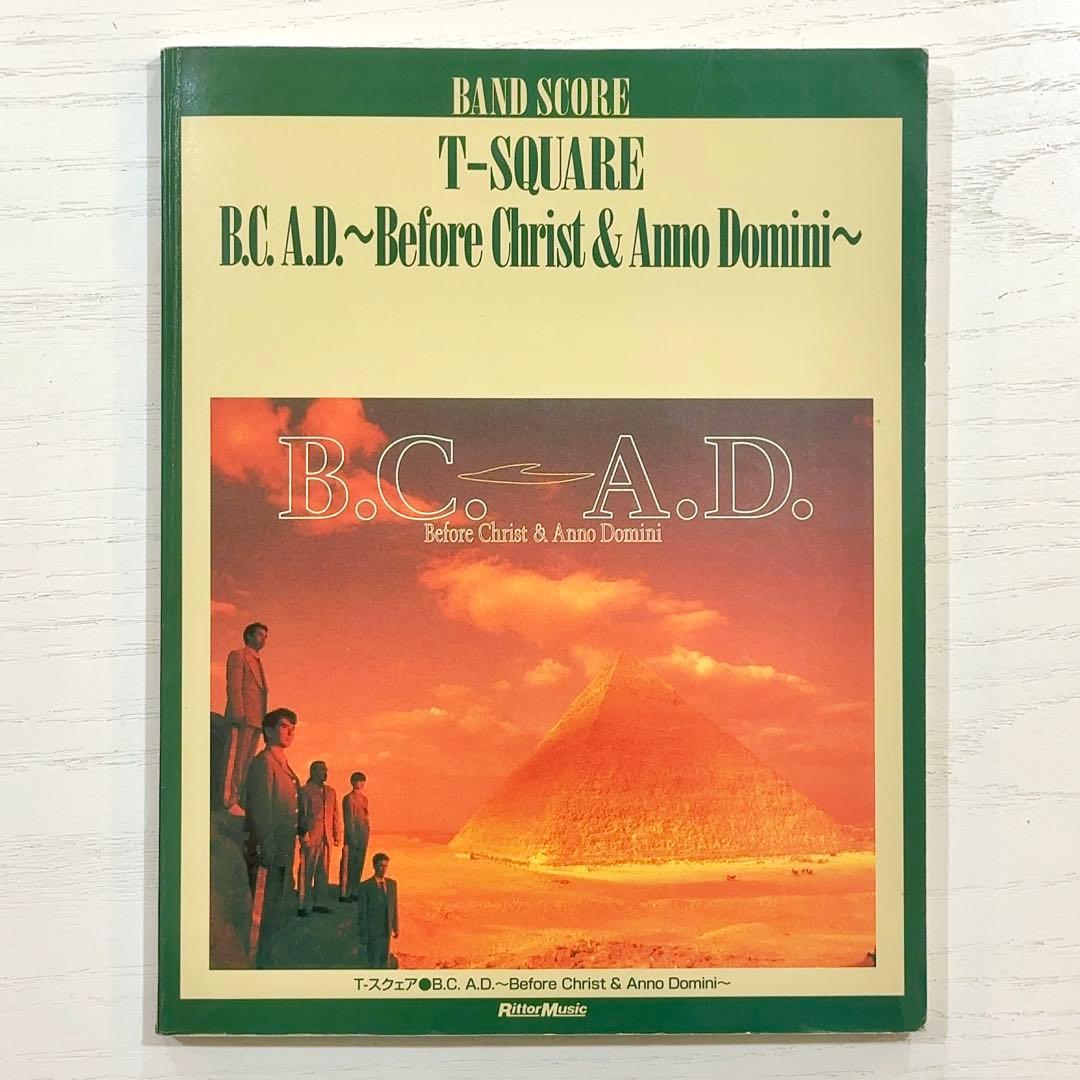 BAND SCORE
T-SQUARE
B.C. A.D.〜Before Christ & Anno Domini〜
B.C. A.D.
Before Christ & Anno Domini
T-スクェア●B.C. A.D.〜Before Christ & Anno Domini〜
RittorMusic